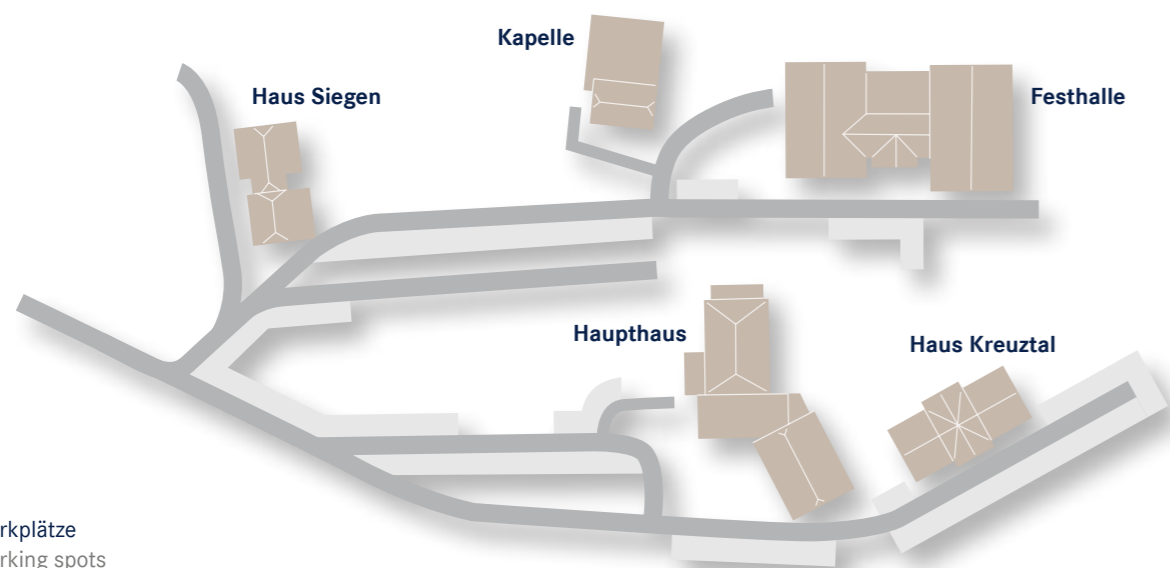 Kapelle
Haus Siegen
Festhalle
Haupthaus
Haus Kreuztal
rkplätze
rking spots